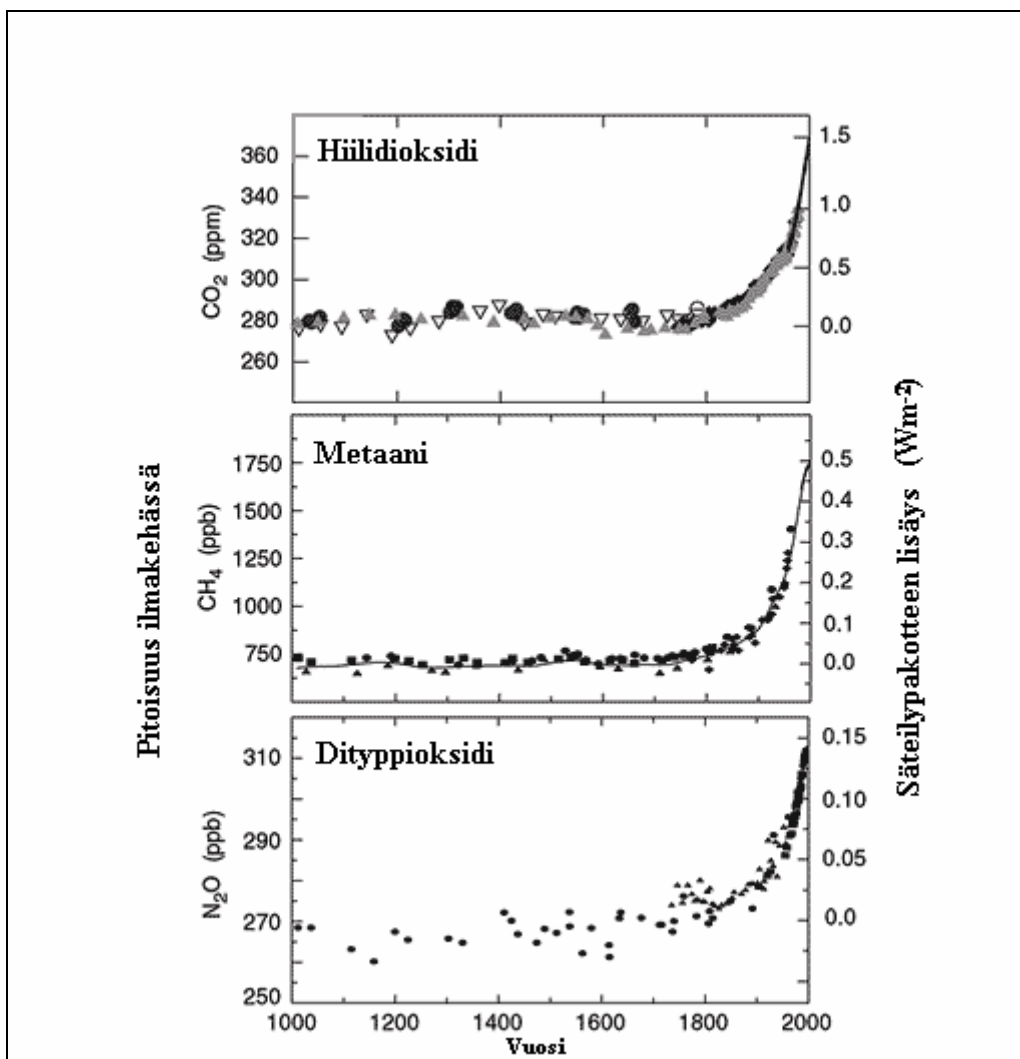 Hiilidioksidi
360
340
320
300
280
260
CO₂ (ppm)
1.5
1.0
0.5
0.0
Metaani
1750
1500
1250
1000
750
CH₄ (ppb)
0.5
0.4
0.3
0.2
0.1
0.0
Dityppioksidi
310
290
270
250
N₂O (ppb)
0.15
0.10
0.05
0.0
1000 1200 1400 1600 1800 2000
Vuosi
Pitoisuus ilmakehässä
Säteilypakotteen lisäys (Wm⁻²)